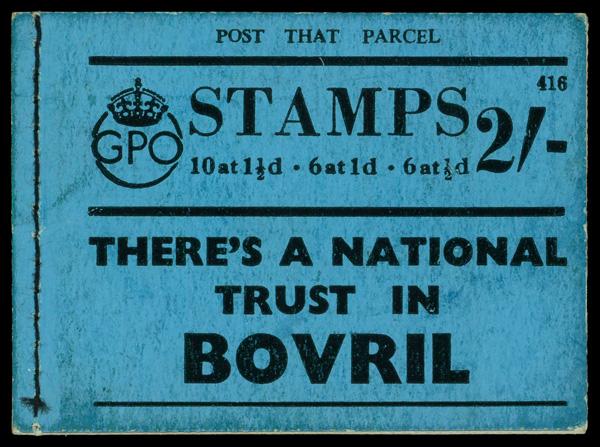 POST THAT PARCEL
416
GPO
STAMPS 2/-
10 at 1½d · 6 at 1d · 6 at ½d
THERE'S A NATIONAL
TRUST IN
BOVRIL